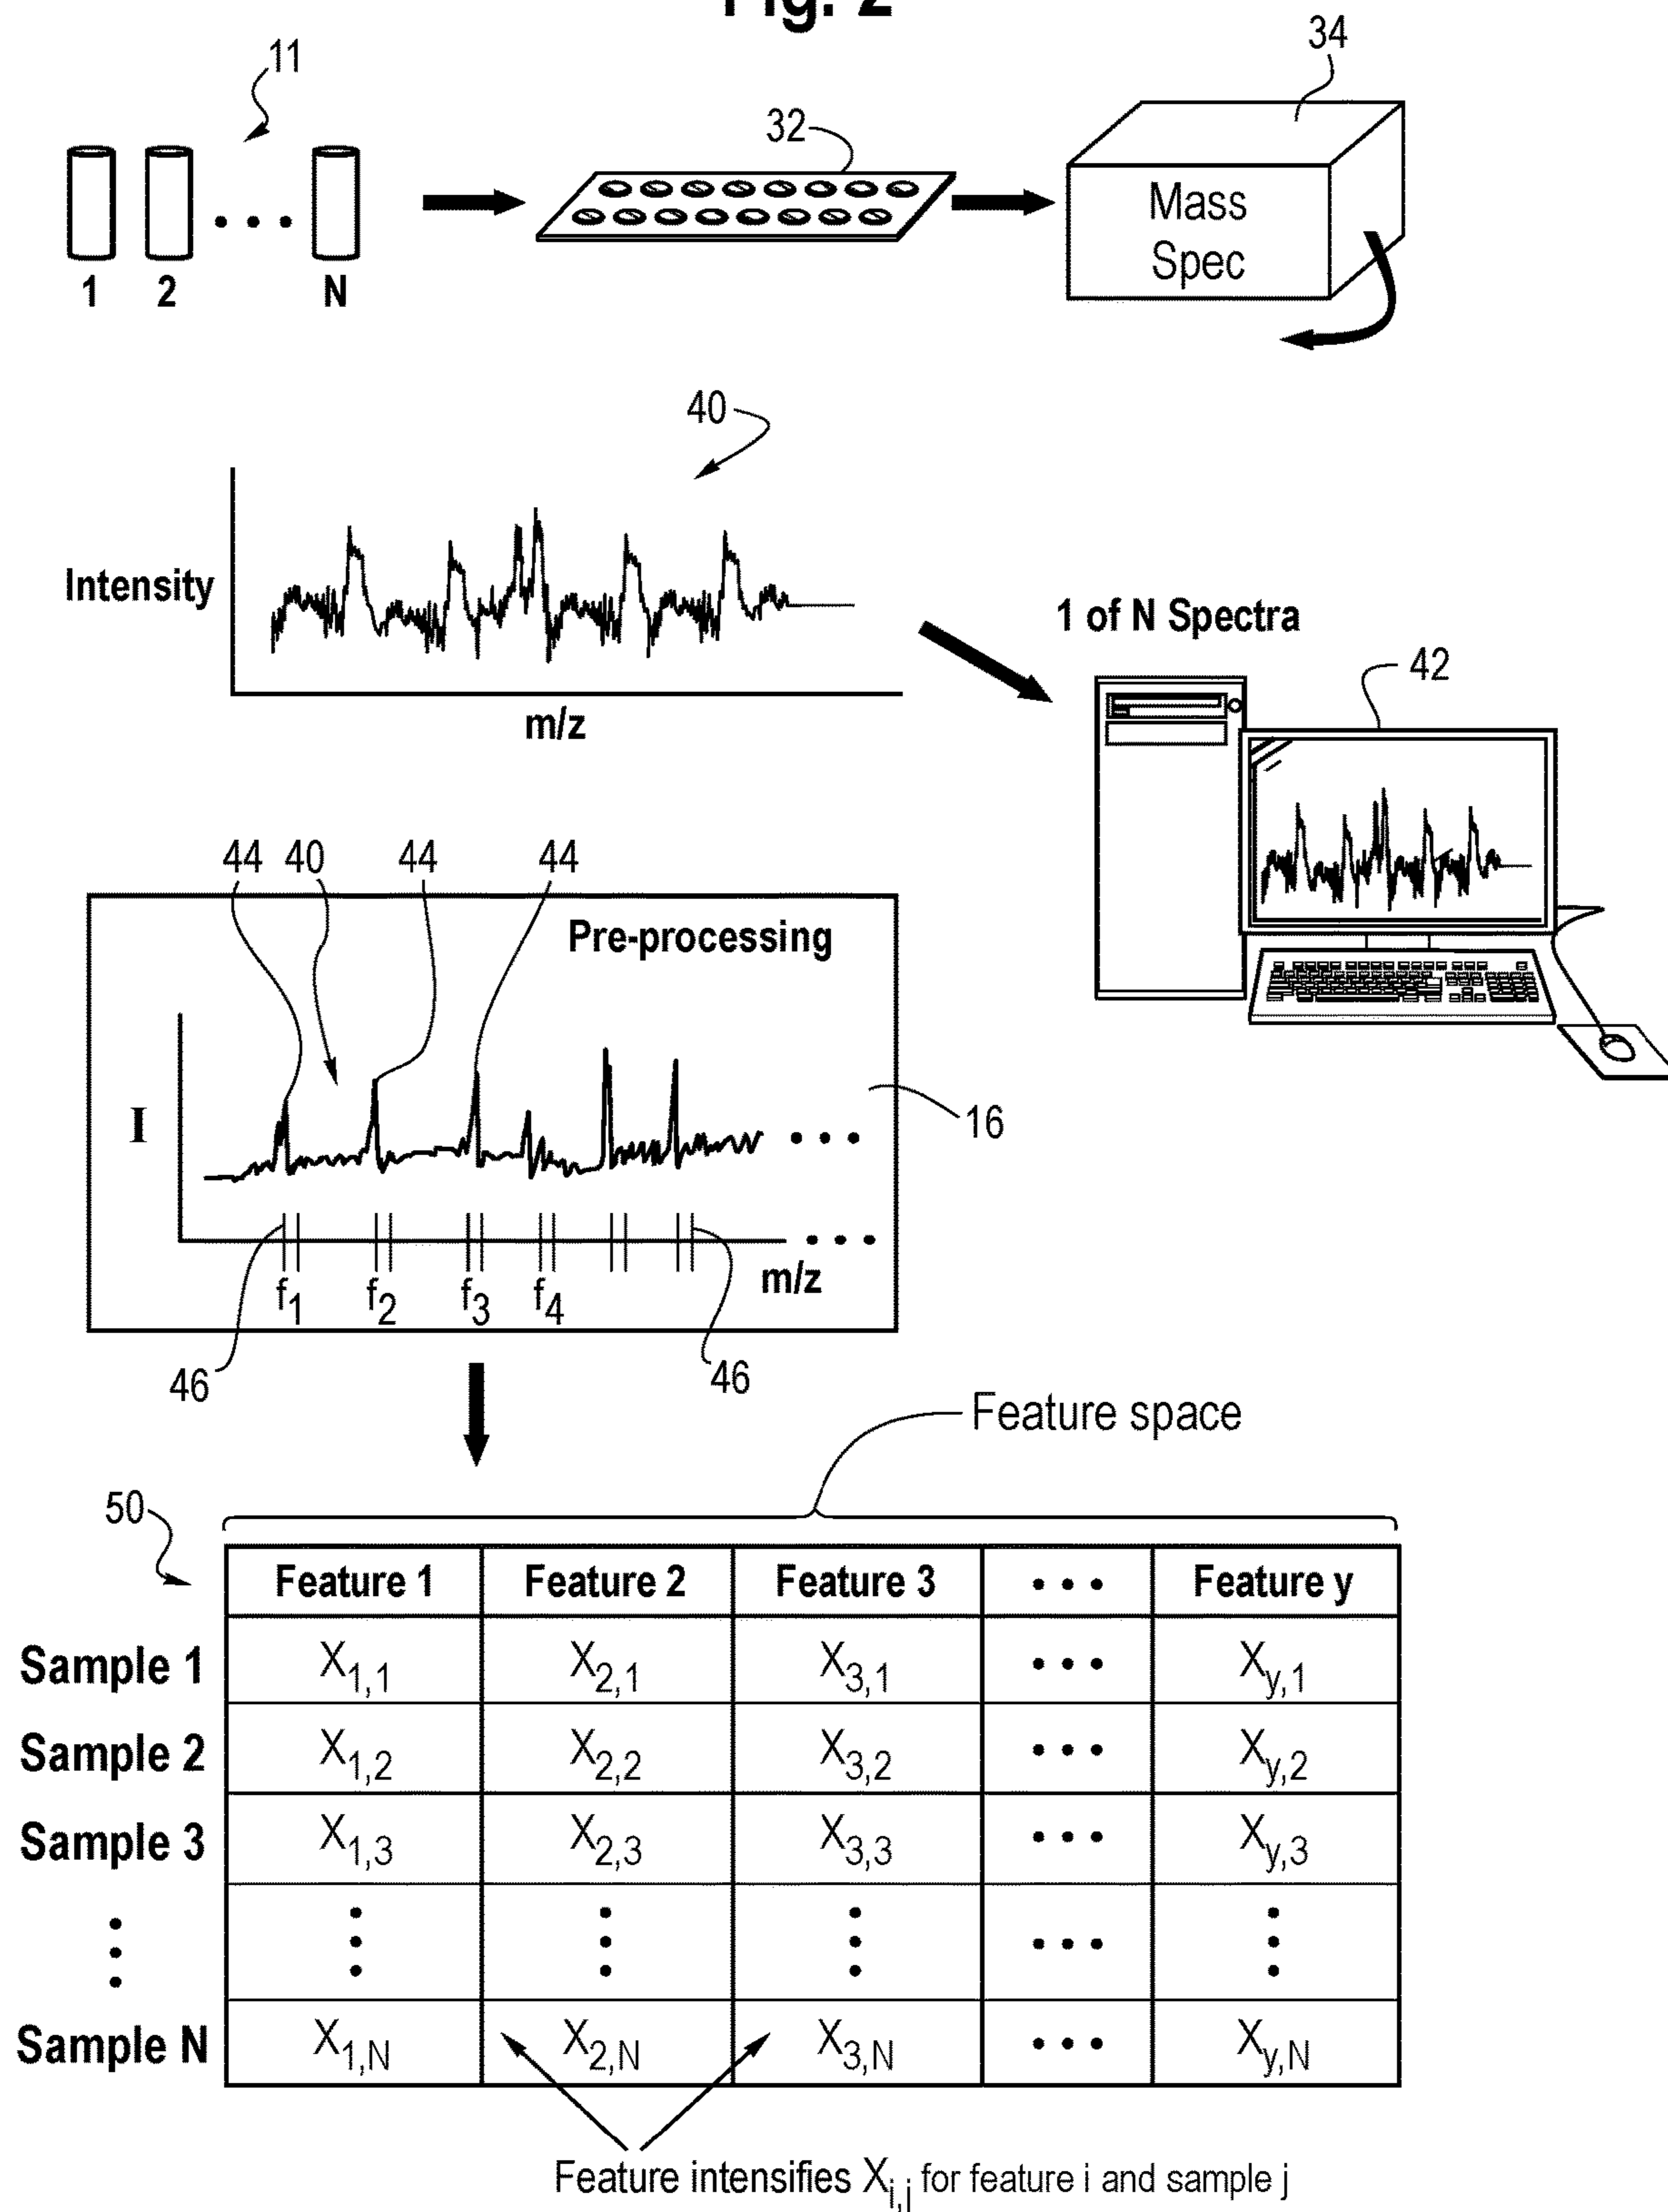 Fig. 2
11
34
32
1 2 • • • N
Mass
Spec
40
Intensity
m/z
1 of N Spectra
42
44 40 44 44
Pre-processing
I
16
• • •
• • •
m/z
f1 f2 f3 f4
46 46
Feature space
50
Feature 1 Feature 2 Feature 3 • • • Feature y
Sample 1 X1,1 X2,1 X3,1 • • • Xy,1
Sample 2 X1,2 X2,2 X3,2 • • • Xy,2
Sample 3 X1,3 X2,3 X3,3 • • • Xy,3
Sample N X1,N X2,N X3,N • • • Xy,N
Feature intensifies Xi,j for feature i and sample j